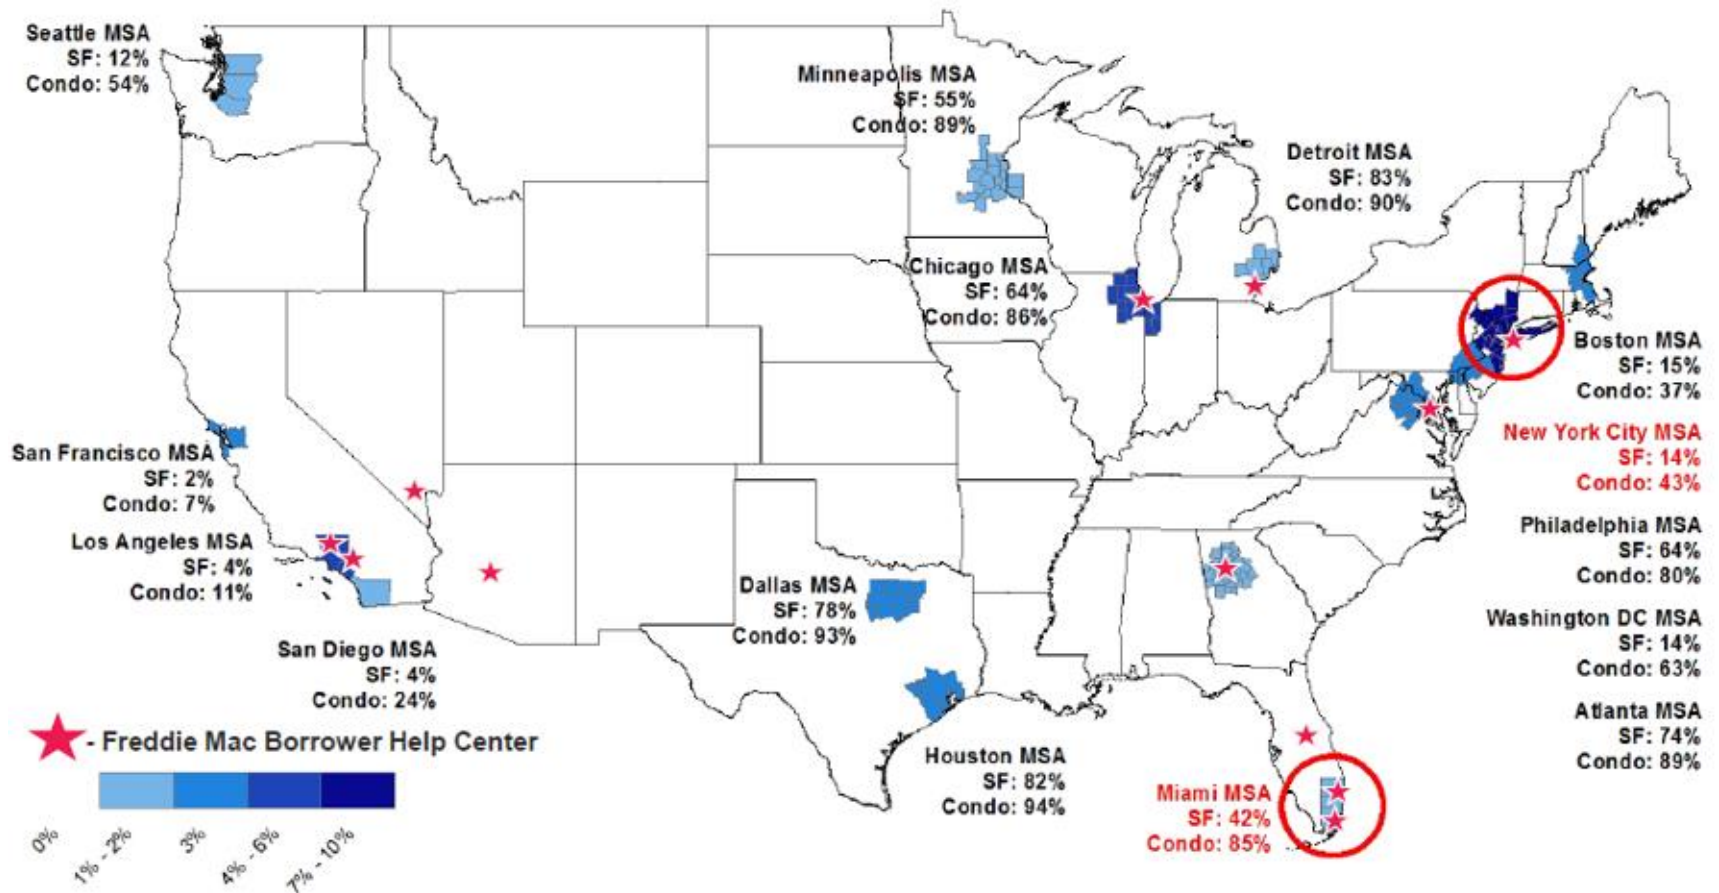 Seattle MSA
SF: 12%
Condo: 54%
Minneapolis MSA
SF: 55%
Condo: 89%
Detroit MSA
SF: 83%
Condo: 90%
Chicago MSA
SF: 64%
Condo: 86%
Boston MSA
SF: 15%
Condo: 37%
New York City MSA
SF: 14%
Condo: 43%
San Francisco MSA
SF: 2%
Condo: 7%
Philadelphia MSA
SF: 64%
Condo: 80%
Los Angeles MSA
SF: 4%
Condo: 11%
Dallas MSA
SF: 78%
Condo: 93%
Washington DC MSA
SF: 14%
Condo: 63%
San Diego MSA
SF: 4%
Condo: 24%
Atlanta MSA
SF: 74%
Condo: 89%
Houston MSA
SF: 82%
Condo: 94%
Miami MSA
SF: 42%
Condo: 85%
- Freddie Mac Borrower Help Center
0%
1% - 2%
3%
4% - 6%
7% - 10%